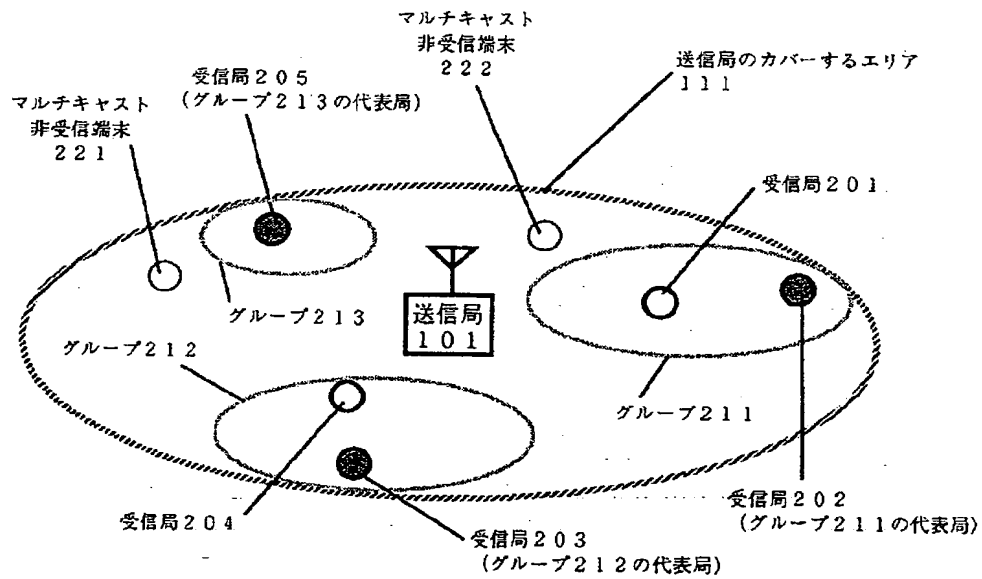 マルチキャスト
非受信端末
222
送信局のカバーするエリア
111
受信局205
(グループ213の代表局)
マルチキャスト
非受信端末
221
受信局201
グループ213
送信局
101
グループ212
グループ211
受信局204
受信局203
(グループ212の代表局)
受信局202
(グループ211の代表局)